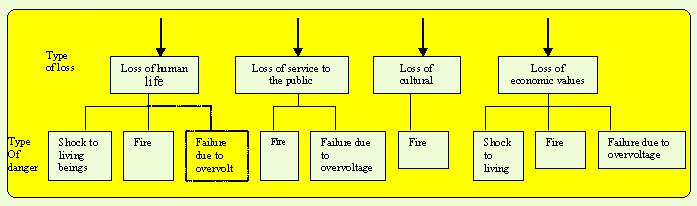 Type
of loss
Loss of human
life
Loss of service to
the public
Loss of
cultural
Loss of
economic values
Type
Of
danger
Shock to
living
beings
Fire
Failure
due to
overvolt
Fire
Failure due
to
overvoltage
Fire
Shock
to
living
Fire
Failure due to
overvoltage